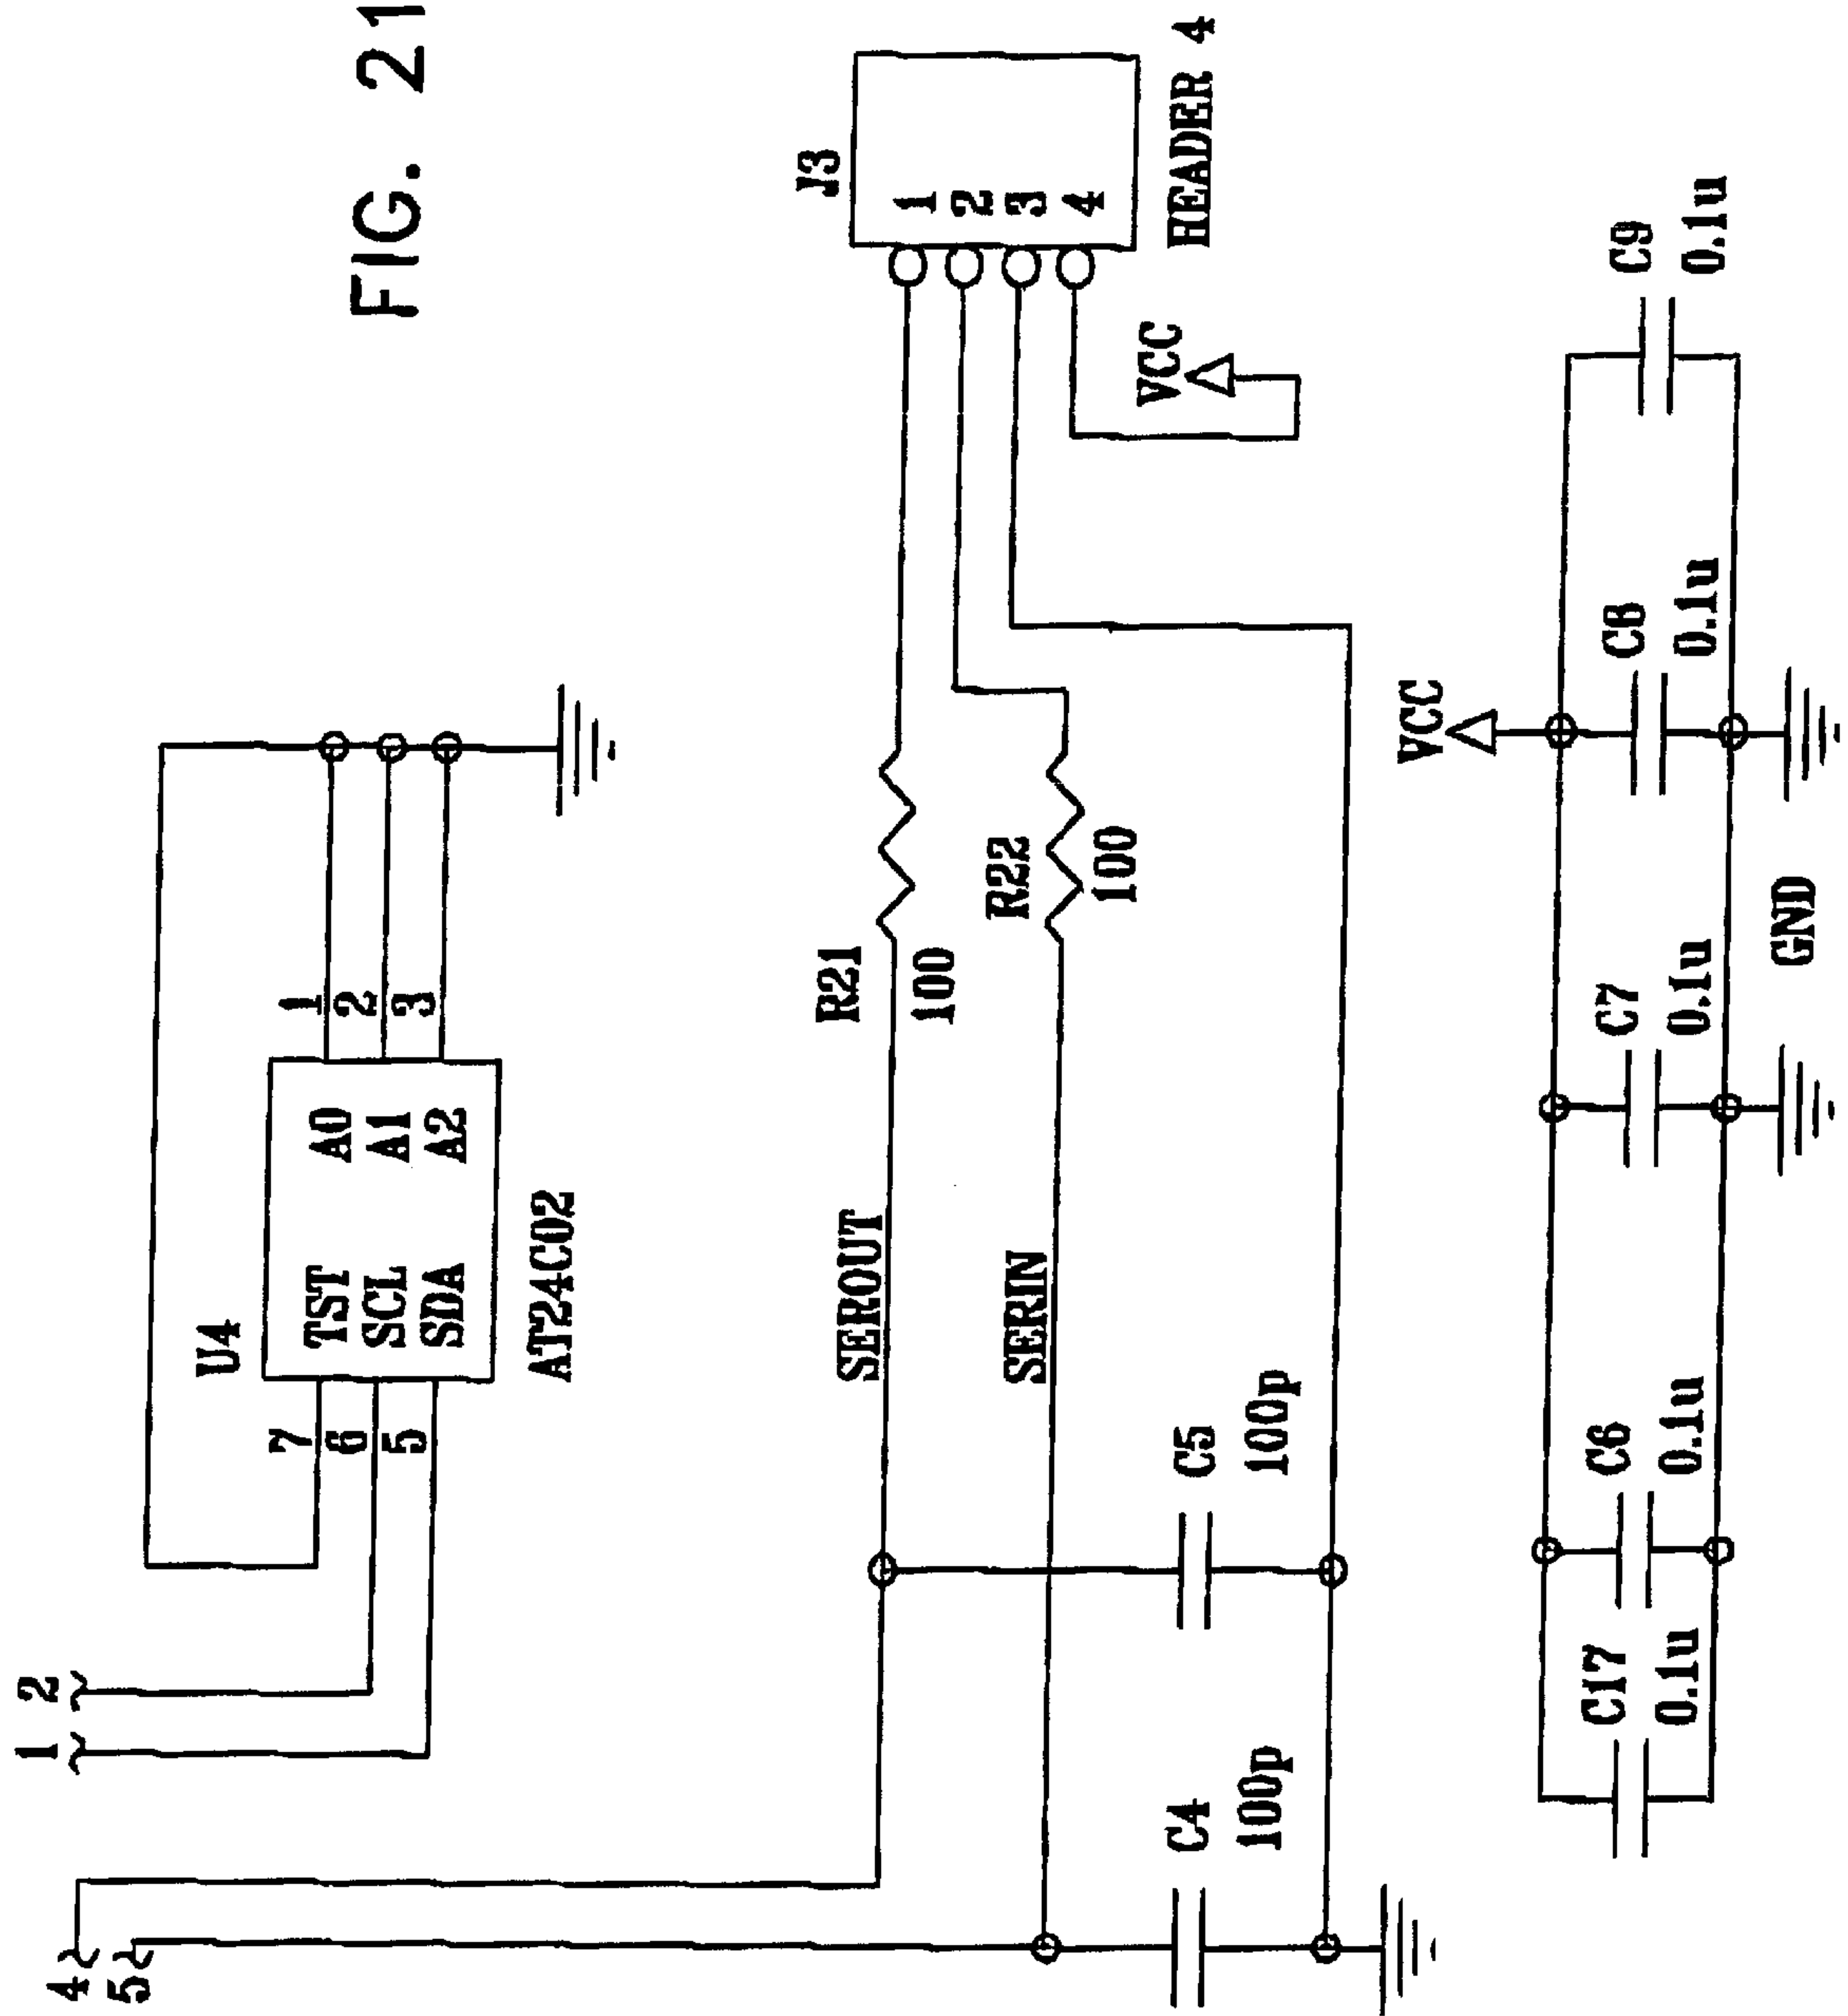 FIG. 21
1
2
4
5
U4
7
6
5
TST
SCL
SDA
A0
A1
A2
1
2
3
AT24C02
SEROUT
R21
100
SERIN
R22
100
J3
1
2
3
4
HEADER 4
VCC
C4
100p
C5
100p
VCC
C17
0.1u
C6
0.1u
C7
0.1u
C8
0.1u
C9
0.1u
GND